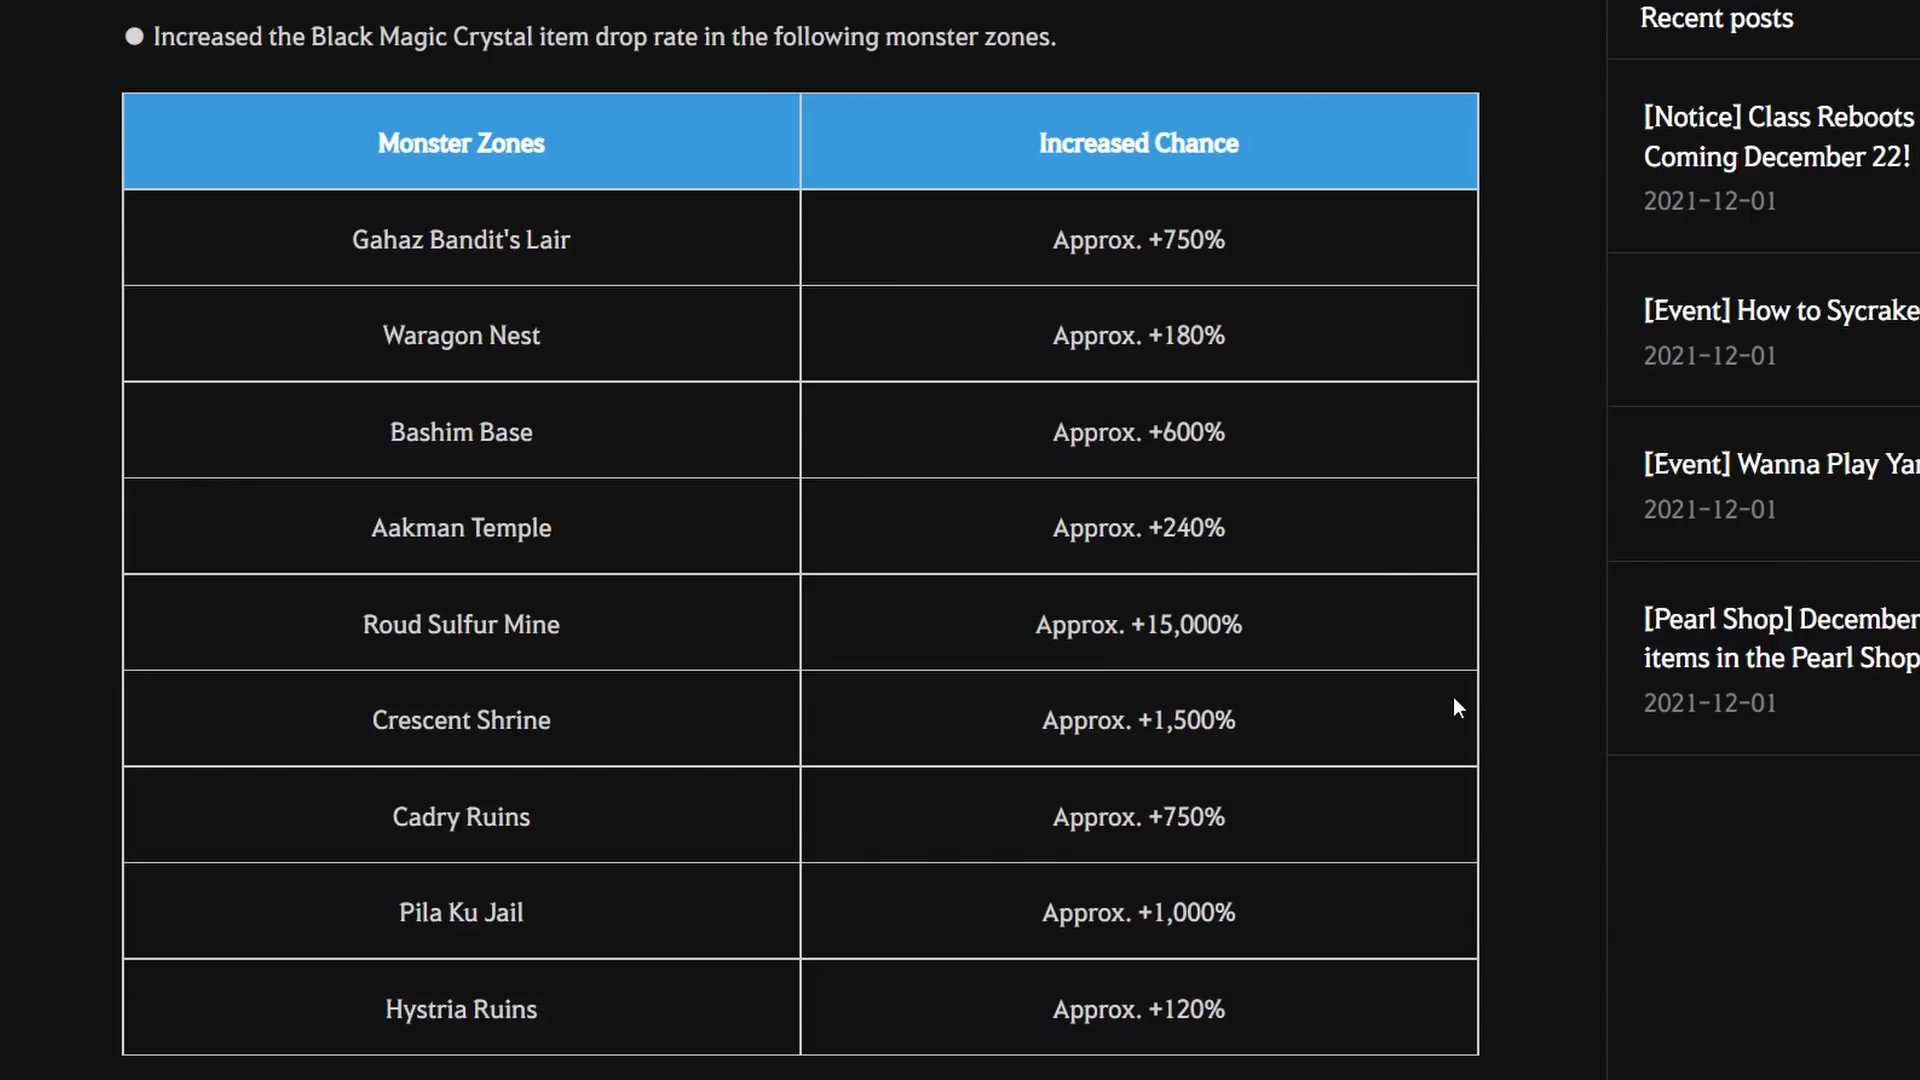 ● Increased the Black Magic Crystal item drop rate in the following monster zones.
Monster Zones Increased Chance
Gahaz Bandit's Lair Approx. +750%
Waragon Nest Approx. +180%
Bashim Base Approx. +600%
Aakman Temple Approx. +240%
Roud Sulfur Mine Approx. +15,000%
Crescent Shrine Approx. +1,500%
Cadry Ruins Approx. +750%
Pila Ku Jail Approx. +1,000%
Hystria Ruins Approx. +120%
Recent posts
[Notice] Class Reboots
Coming December 22!
2021-12-01
[Event] How to Sycrake
2021-12-01
[Event] Wanna Play Yar
2021-12-01
[Pearl Shop] December
items in the Pearl Shop
2021-12-01